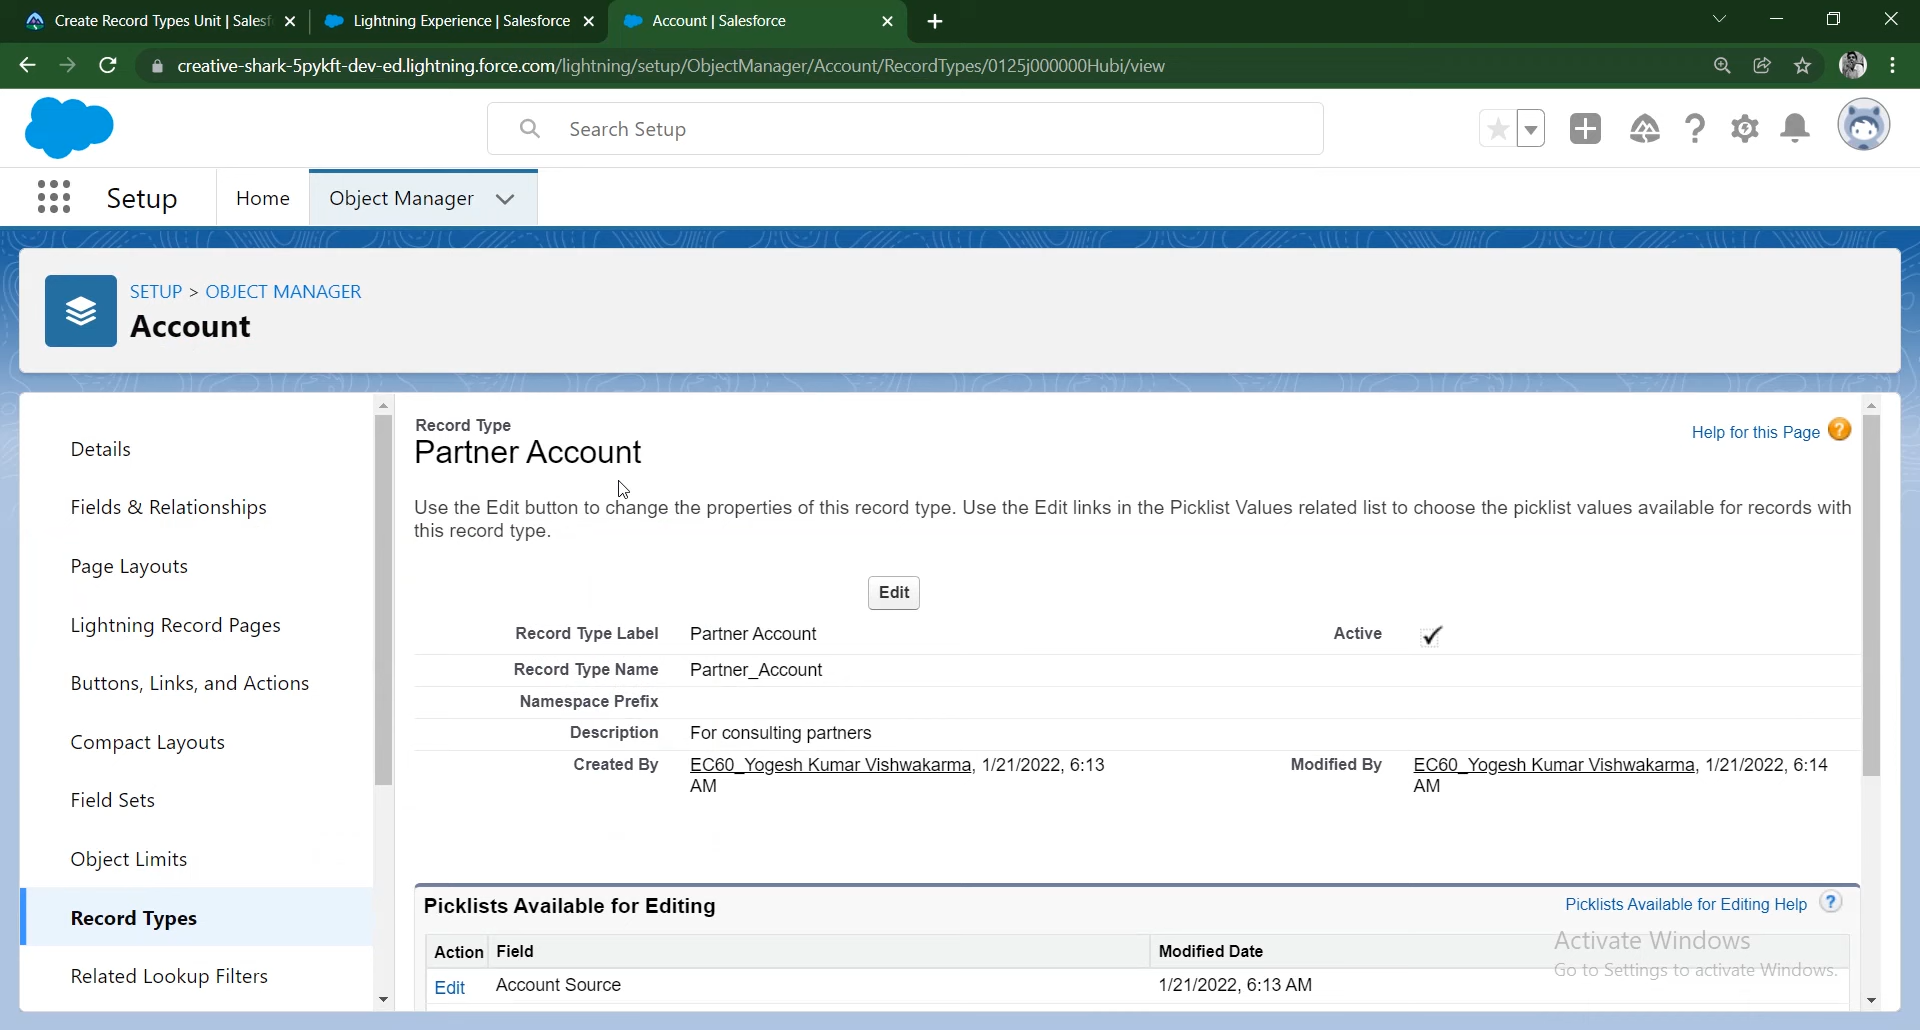 Create Record Types Unit | Salesf
Lightning Experience | Salesforce
Account | Salesforce
creative-shark-5pykft-dev-ed.lightning.force.com/lightning/setup/ObjectManager/Account/RecordTypes/0125j000000Hubi/view
Search Setup
Setup
Home
Object Manager
SETUP > OBJECT MANAGER
Account
Details
Fields & Relationships
Page Layouts
Lightning Record Pages
Buttons, Links, and Actions
Compact Layouts
Field Sets
Object Limits
Record Types
Related Lookup Filters
Record Type
Partner Account
Help for this Page ?
Use the Edit button to change the properties of this record type. Use the Edit links in the Picklist Values related list to choose the picklist values available for records with
this record type.
Edit
Record Type Label Partner Account Active
Record Type Name Partner_Account
Namespace Prefix
Description For consulting partners
Created By EC60_Yogesh Kumar Vishwakarma, 1/21/2022, 6:13
AM
Modified By EC60_Yogesh Kumar Vishwakarma, 1/21/2022, 6:14
AM
Picklists Available for Editing
Picklists Available for Editing Help ?
Action Field Modified Date
Edit Account Source 1/21/2022, 6:13 AM
Activate Windows
Go to Settings to activate Windows.